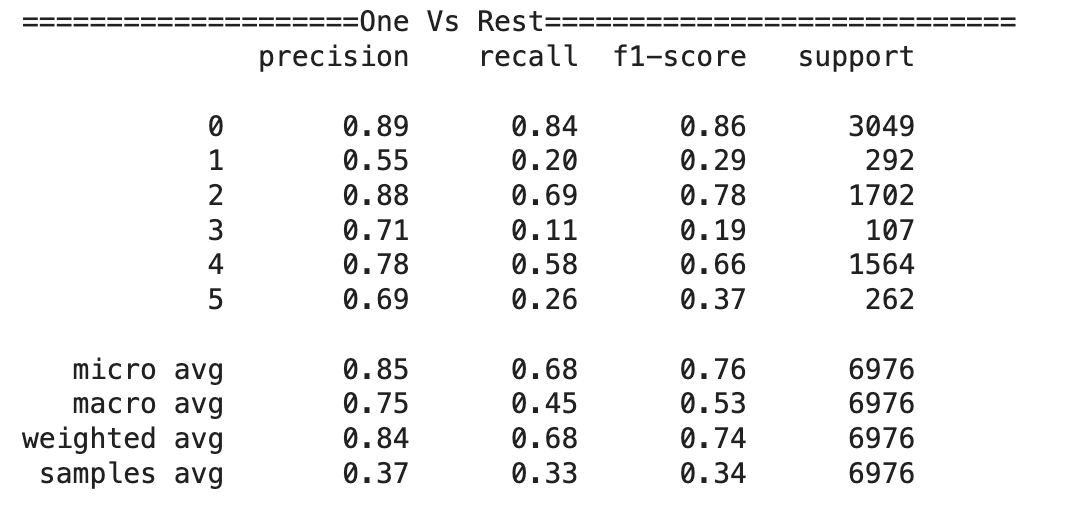 ====================One Vs Rest============================
precision recall f1-score support
0 0.89 0.84 0.86 3049
1 0.55 0.20 0.29 292
2 0.88 0.69 0.78 1702
3 0.71 0.11 0.19 107
4 0.78 0.58 0.66 1564
5 0.69 0.26 0.37 262
micro avg 0.85 0.68 0.76 6976
macro avg 0.75 0.45 0.53 6976
weighted avg 0.84 0.68 0.74 6976
samples avg 0.37 0.33 0.34 6976